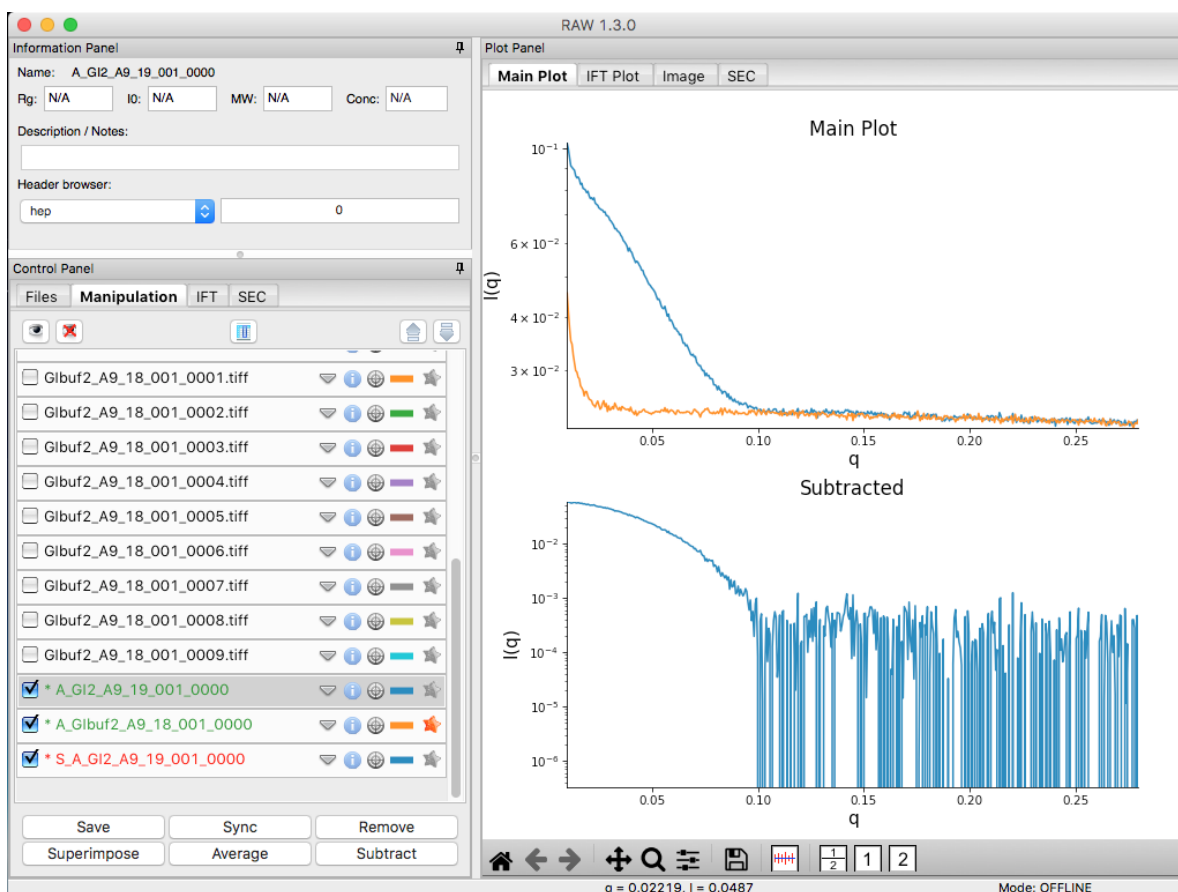 RAW 1.3.0
Information Panel
Name: A_GI2_A9_19_001_0000
Rg: N/A I0: N/A MW: N/A Conc: N/A
Description / Notes:
Header browser:
hep 0
Control Panel
Files Manipulation IFT SEC
GIbuf2_A9_18_001_0001.tiff
GIbuf2_A9_18_001_0002.tiff
GIbuf2_A9_18_001_0003.tiff
GIbuf2_A9_18_001_0004.tiff
GIbuf2_A9_18_001_0005.tiff
GIbuf2_A9_18_001_0006.tiff
GIbuf2_A9_18_001_0007.tiff
GIbuf2_A9_18_001_0008.tiff
GIbuf2_A9_18_001_0009.tiff
* A_GI2_A9_19_001_0000
* A_GIbuf2_A9_18_001_0000
* S_A_GI2_A9_19_001_0000
Save Sync Remove
Superimpose Average Subtract
Plot Panel
Main Plot IFT Plot Image SEC
Main Plot
10⁻¹
6 × 10⁻²
4 × 10⁻²
3 × 10⁻²
I(q)
0.05 0.10 0.15 0.20 0.25
q
Subtracted
10⁻²
10⁻³
10⁻⁴
10⁻⁵
10⁻⁶
I(q)
0.05 0.10 0.15 0.20 0.25
q
1 2 1 2
q = 0.02219, I = 0.0487 Mode: OFFLINE